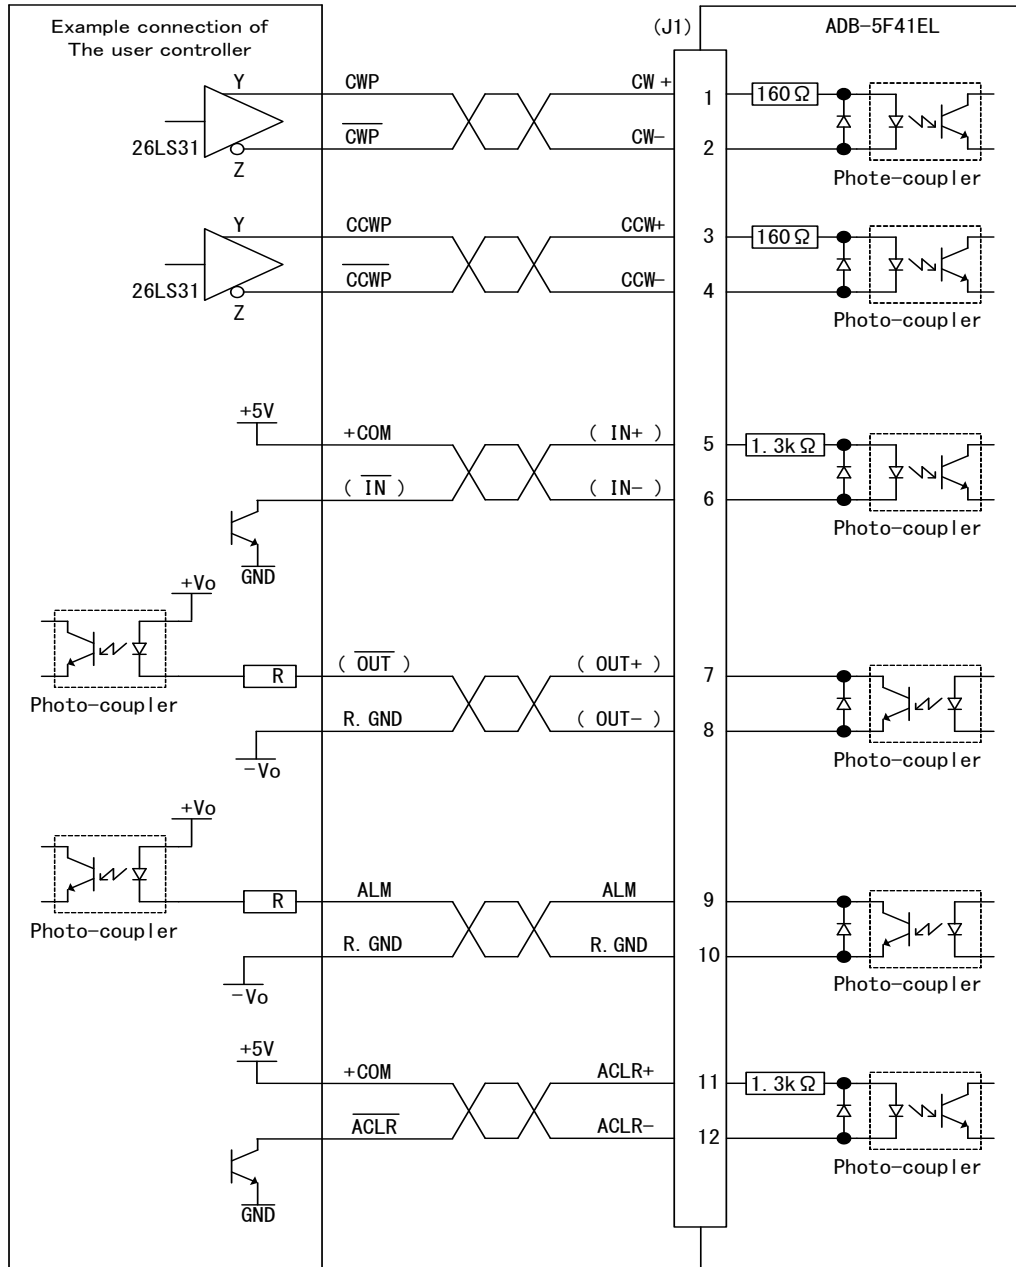 Example connection of
The user controller
(J1)
ADB-5F41EL
Y
CWP
CW +
1
160Ω
26LS31
CWP
CW-
2
Z
Phote-coupler
Y
CCWP
CCW+
3
160Ω
26LS31
CCWP
CCW-
4
Z
Photo-coupler
+5V
+COM
( IN+ )
5
1.3kΩ
( IN )
( IN- )
6
Photo-coupler
GND
+Vo
( OUT )
( OUT+ )
7
R
Photo-coupler
R. GND
( OUT- )
8
-Vo
Photo-coupler
+Vo
ALM
ALM
9
R
Photo-coupler
R. GND
R. GND
10
-Vo
Photo-coupler
+5V
+COM
ACLR+
11
1.3kΩ
ACLR
ACLR-
12
Photo-coupler
GND